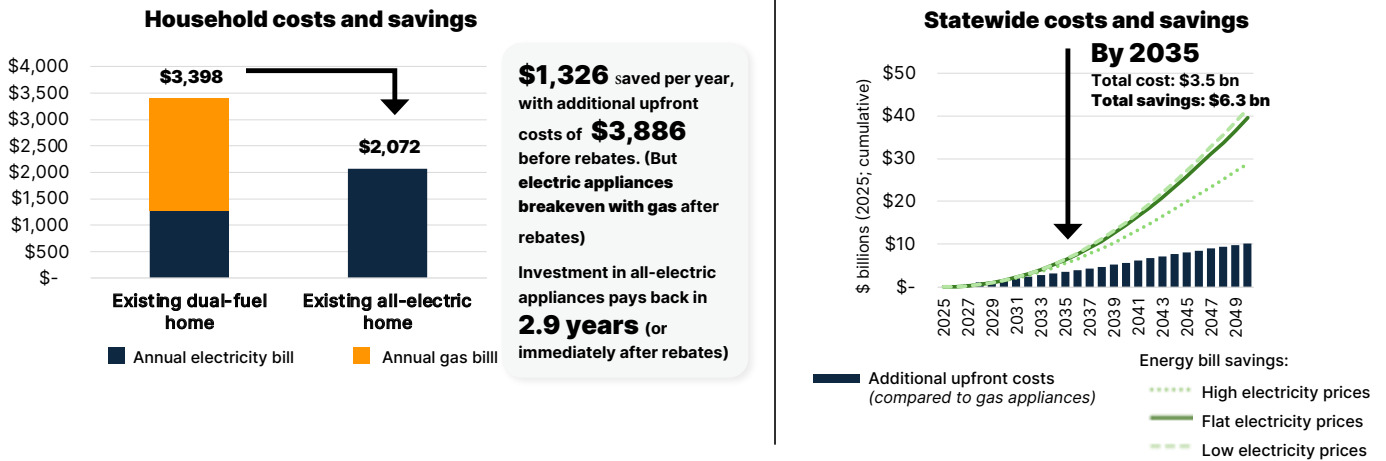 Household costs and savings
$4,000
$3,500
$3,000
$2,500
$2,000
$1,500
$1,000
$500
$-
$3,398
$2,072
Existing dual-fuel
home
Existing all-electric
home
Annual electricity bill
Annual gas billl
$1,326 saved per year,
with additional upfront
costs of $3,886
before rebates. (But
electric appliances
breakeven with gas after
rebates)
Investment in all-electric
appliances pays back in
2.9 years (or
immediately after rebates)
Statewide costs and savings
By 2035
Total cost: $3.5 bn
Total savings: $6.3 bn
$ billions (2025; cumulative)
$50
$40
$30
$20
$10
$-
2025
2027
2029
2031
2033
2035
2037
2039
2041
2043
2045
2047
2049
Additional upfront costs
(compared to gas appliances)
Energy bill savings:
High electricity prices
Flat electricity prices
Low electricity prices